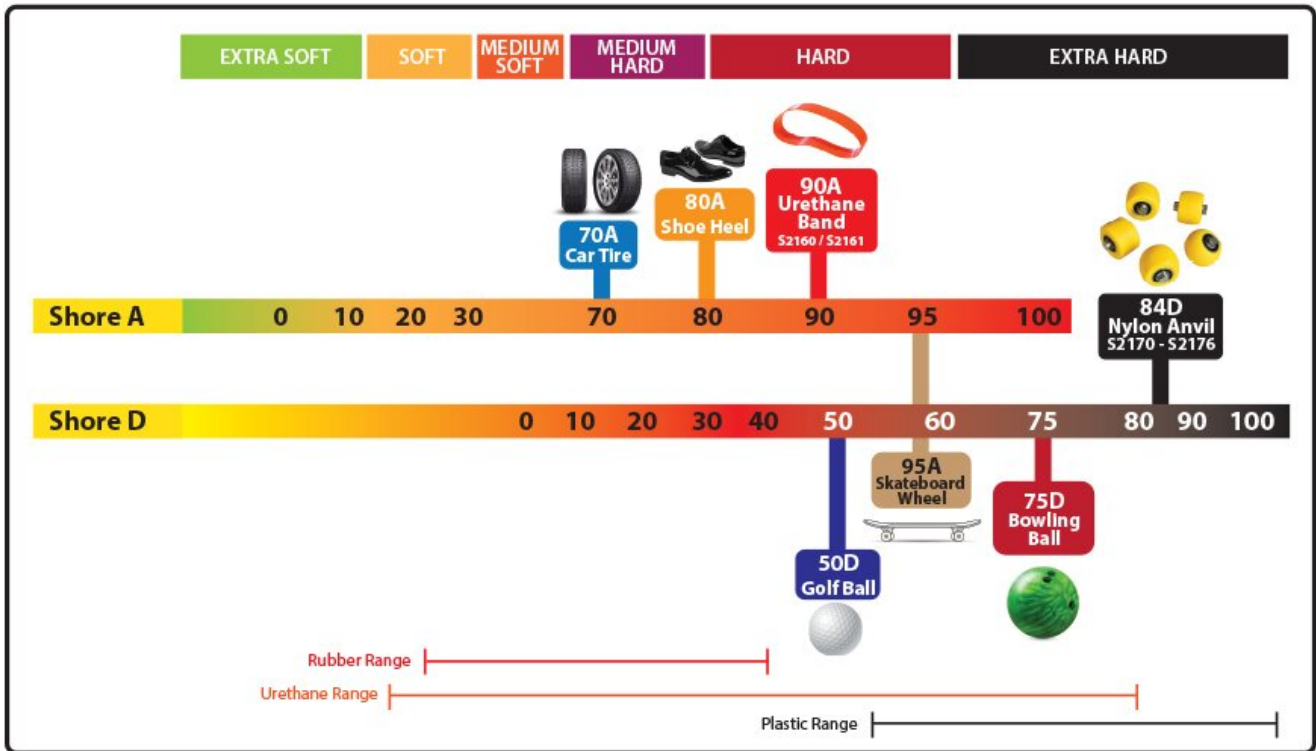 EXTRA SOFT
SOFT
MEDIUM
SOFT
MEDIUM
HARD
HARD
EXTRA HARD
70A
Car Tire
80A
Shoe Heel
90A
Urethane
Band
S2160 / S2161
84D
Nylon Anvil
S2170 - S2176
Shore A 0 10 20 30 70 80 90 95 100
Shore D 0 10 20 30 40 50 60 75 80 90 100
95A
Skateboard
Wheel
75D
Bowling
Ball
50D
Golf Ball
Rubber Range
Urethane Range
Plastic Range